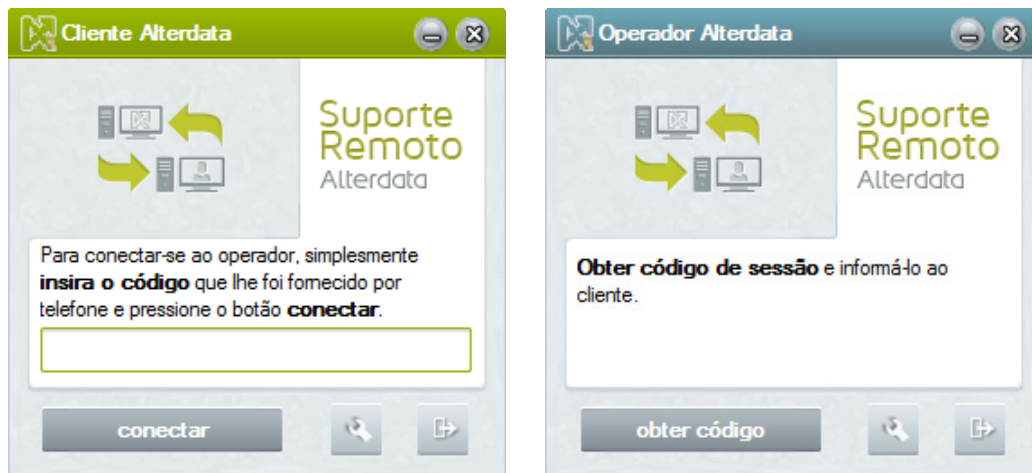 Cliente Alterdata
Suporte
Remoto
Alterdata
Para conectar-se ao operador, simplesmente
insira o código que lhe foi fornecido por
telefone e pressione o botão conectar.
conectar
Operador Alterdata
Suporte
Remoto
Alterdata
Obter código de sessão e informá-lo ao
cliente.
obter código